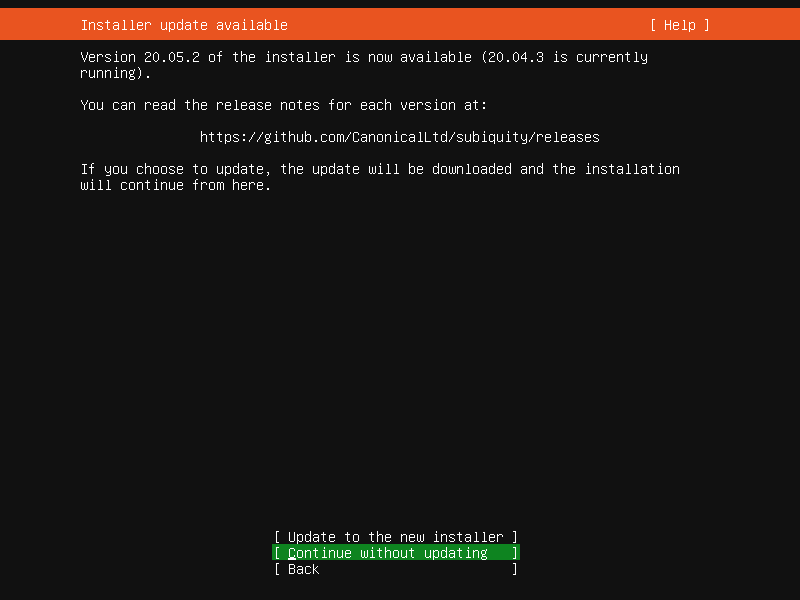 Installer update available [ Help ]
Version 20.05.2 of the installer is now available (20.04.3 is currently
running).
You can read the release notes for each version at:
https://github.com/CanonicalLtd/subiquity/releases
If you choose to update, the update will be downloaded and the installation
will continue from here.
[ Update to the new installer ]
[ Continue without updating ]
[ Back ]